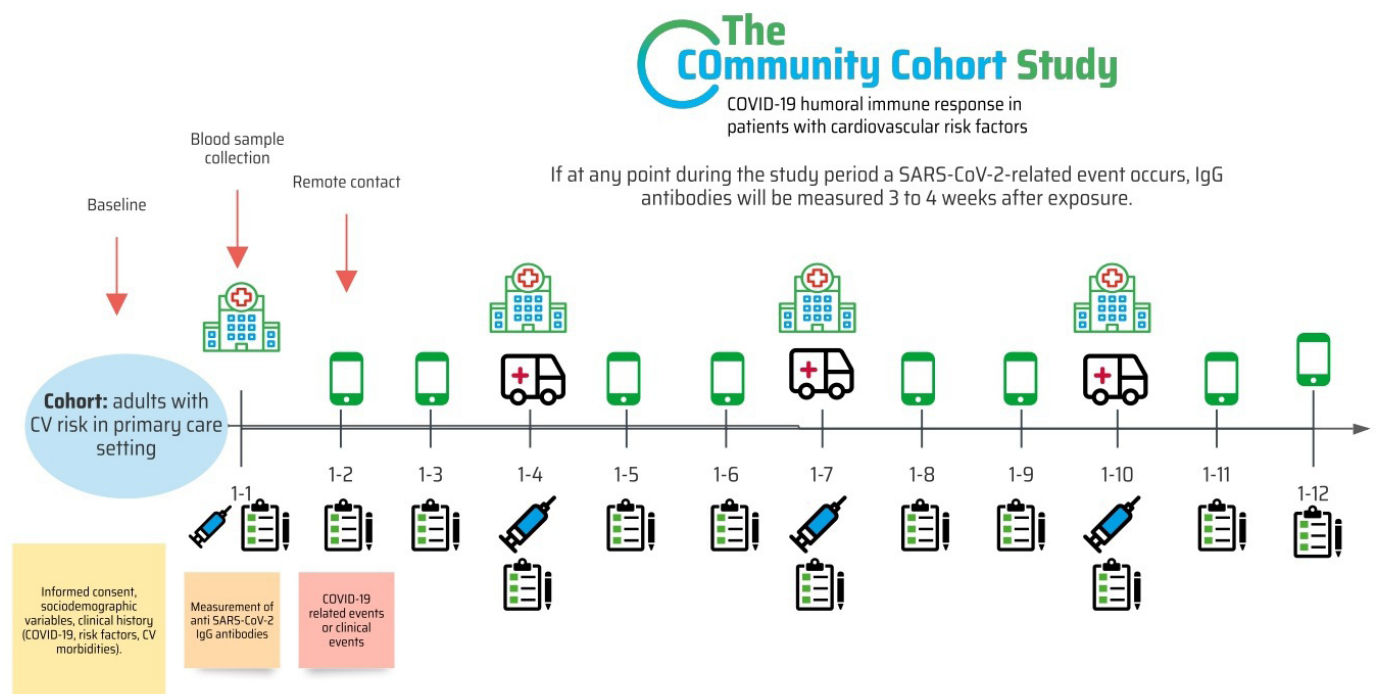 The
COmmunity Cohort Study
COVID-19 humoral immune response in
patients with cardiovascular risk factors
If at any point during the study period a SARS-CoV-2-related event occurs, IgG
antibodies will be measured 3 to 4 weeks after exposure.
Baseline
Blood sample
collection
Remote contact
Cohort: adults with
CV risk in primary care
setting
1-1
1-2
1-3
1-4
1-5
1-6
1-7
1-8
1-9
1-10
1-11
1-12
Informed consent,
sociodemographic
variables, clinical history
(COVID-19, risk factors, CV
morbidities).
Measurement of
anti SARS-CoV-2
IgG antibodies
COVID-19
related events
or clinical
events